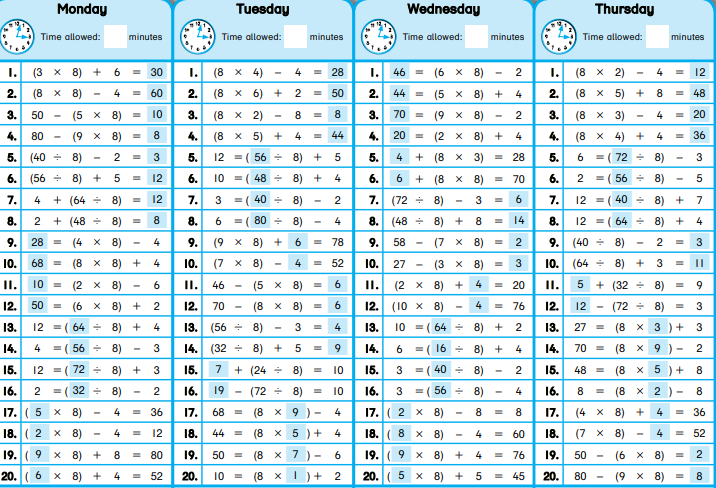 Monday
Time allowed: minutes
1. (3 × 8) + 6 = 30
2. (8 × 8) – 4 = 60
3. 50 – (5 × 8) = 10
4. 80 – (9 × 8) = 8
5. (40 ÷ 8) – 2 = 3
6. (56 ÷ 8) + 5 = 12
7. 4 + (64 ÷ 8) = 12
8. 2 + (48 ÷ 8) = 8
9. 28 = (4 × 8) – 4
10. 68 = (8 × 8) + 4
11. 10 = (2 × 8) – 6
12. 50 = (6 × 8) + 2
13. 12 = (64 ÷ 8) + 4
14. 4 = (56 ÷ 8) – 3
15. 12 = (72 ÷ 8) + 3
16. 2 = (32 ÷ 8) – 2
17. (5 × 8) – 4 = 36
18. (2 × 8) – 4 = 12
19. (9 × 8) + 8 = 80
20. (6 × 8) + 4 = 52
Tuesday
Time allowed: minutes
1. (8 × 4) – 4 = 28
2. (8 × 6) + 2 = 50
3. (8 × 2) – 8 = 8
4. (8 × 5) + 4 = 44
5. 12 = (56 ÷ 8) + 5
6. 10 = (48 ÷ 8) + 4
7. 3 = (40 ÷ 8) – 2
8. 6 = (80 ÷ 8) – 4
9. (9 × 8) + 6 = 78
10. (7 × 8) – 4 = 52
11. 46 – (5 × 8) = 6
12. 70 – (8 × 8) = 6
13. (56 ÷ 8) – 3 = 4
14. (32 ÷ 8) + 5 = 9
15. 7 + (24 ÷ 8) = 10
16. 19 – (72 ÷ 8) = 10
17. 68 = (8 × 9) – 4
18. 44 = (8 × 5) + 4
19. 50 = (8 × 7) – 6
20. 10 = (8 × 1) + 2
Wednesday
Time allowed: minutes
1. 46 = (6 × 8) – 2
2. 44 = (5 × 8) + 4
3. 70 = (9 × 8) – 2
4. 20 = (2 × 8) + 4
5. 4 + (8 × 3) = 28
6. 6 + (8 × 8) = 70
7. (72 ÷ 8) – 3 = 6
8. (48 ÷ 8) + 8 = 14
9. 58 – (7 × 8) = 2
10. 27 – (3 × 8) = 3
11. (2 × 8) + 4 = 20
12. (10 × 8) – 4 = 76
13. 10 = (64 ÷ 8) + 2
14. 6 = (16 ÷ 8) + 4
15. 3 = (40 ÷ 8) – 2
16. 3 = (56 ÷ 8) – 4
17. (2 × 8) – 8 = 8
18. (8 × 8) – 4 = 60
19. (9 × 8) + 4 = 76
20. (5 × 8) + 5 = 45
Thursday
Time allowed: minutes
1. (8 × 2) – 4 = 12
2. (8 × 5) + 8 = 48
3. (8 × 3) – 4 = 20
4. (8 × 4) + 4 = 36
5. 6 = (72 ÷ 8) – 3
6. 2 = (56 ÷ 8) – 5
7. 12 = (40 ÷ 8) + 7
8. 12 = (64 ÷ 8) + 4
9. (40 ÷ 8) – 2 = 3
10. (64 ÷ 8) + 3 = 11
11. 5 + (32 ÷ 8) = 9
12. 12 – (72 ÷ 8) = 3
13. 27 = (8 × 3) + 3
14. 70 = (8 × 9) – 2
15. 48 = (8 × 5) + 8
16. 8 = (8 × 2) – 8
17. (4 × 8) + 4 = 36
18. (7 × 8) – 4 = 52
19. 50 – (6 × 8) = 2
20. 80 – (9 × 8) = 8